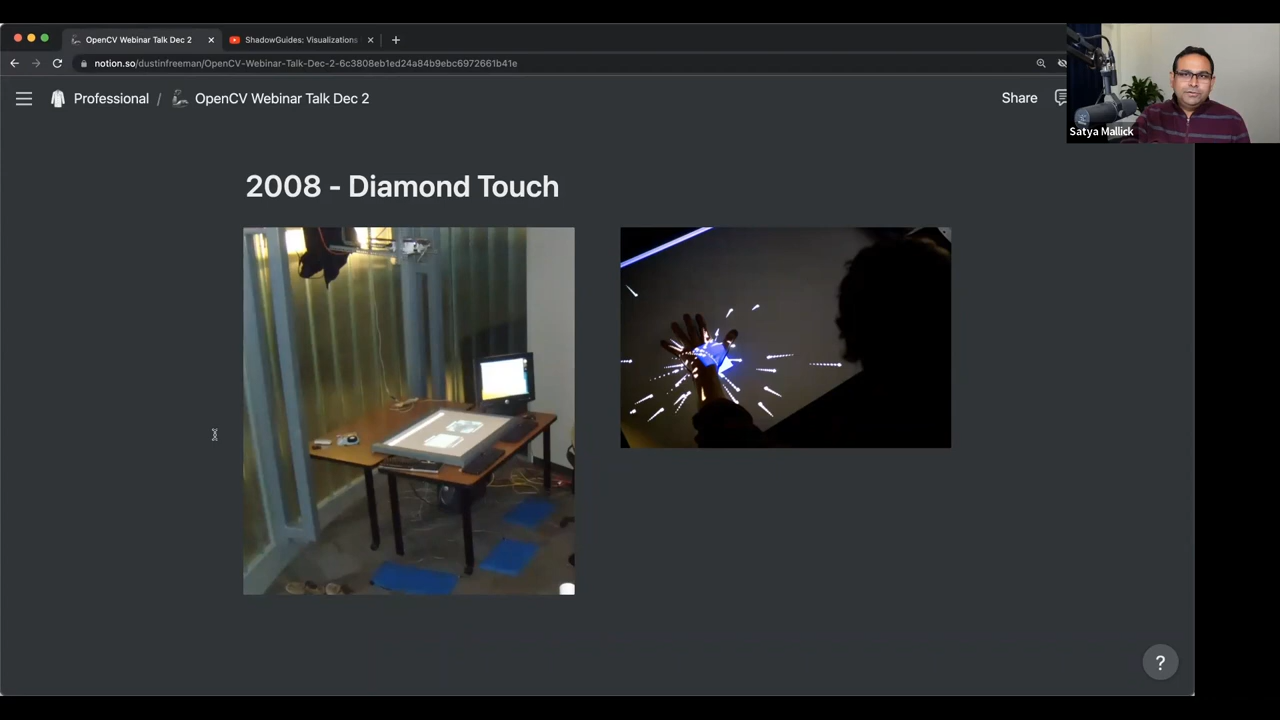 OpenCV Webinar Talk Dec 2
ShadowGuides: Visualizations
notion.so/dustinfreeman/OpenCV-Webinar-Talk-Dec-2-6c3808eb1ed24a84b9ebc6972661b41e
Professional / OpenCV Webinar Talk Dec 2
Share
Satya Mallick
2008 - Diamond Touch
?